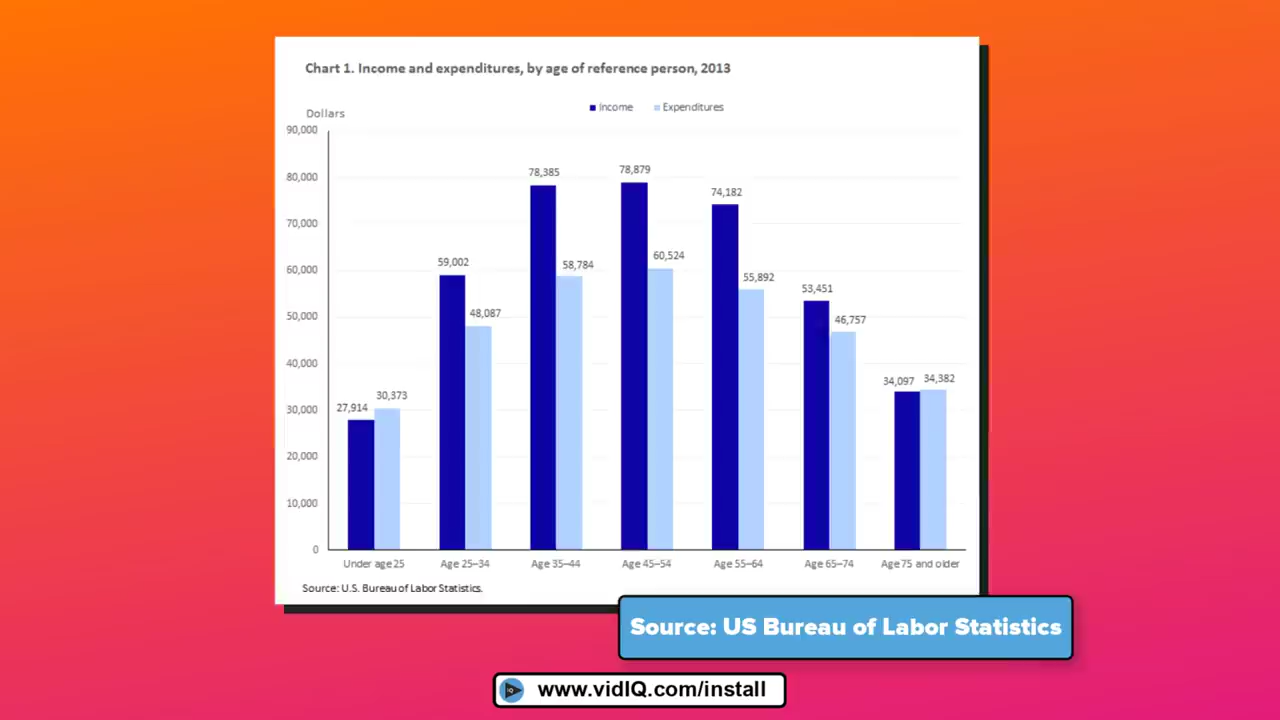 Chart 1. Income and expenditures, by age of reference person, 2013
Income Expenditures
Dollars
90,000
80,000
70,000
60,000
50,000
40,000
30,000
20,000
10,000
0
27,914 30,373
59,002 48,087
78,385 58,784
78,879 60,524
74,182 55,892
53,451 46,757
34,097 34,382
Under age 25 Age 25–34 Age 35–44 Age 45–54 Age 55–64 Age 65–74 Age 75 and older
Source: U.S. Bureau of Labor Statistics.
Source: US Bureau of Labor Statistics
iQ www.vidIQ.com/install